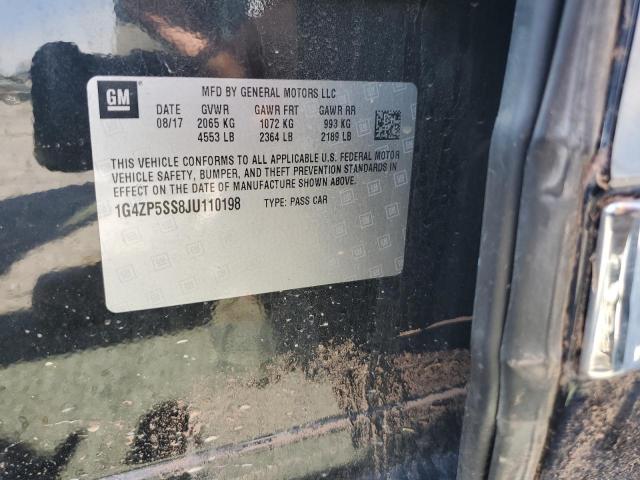 GM
MFD BY GENERAL MOTORS LLC
DATE GVWR GAWR FRT GAWR RR
08/17 2065 KG 1072 KG 993 KG
4553 LB 2364 LB 2189 LB
THIS VEHICLE CONFORMS TO ALL APPLICABLE U.S. FEDERAL MOTOR
VEHICLE SAFETY, BUMPER, AND THEFT PREVENTION STANDARDS IN
EFFECT ON THE DATE OF MANUFACTURE SHOWN ABOVE.
1G4ZP5SS8JU110198 TYPE: PASS CAR